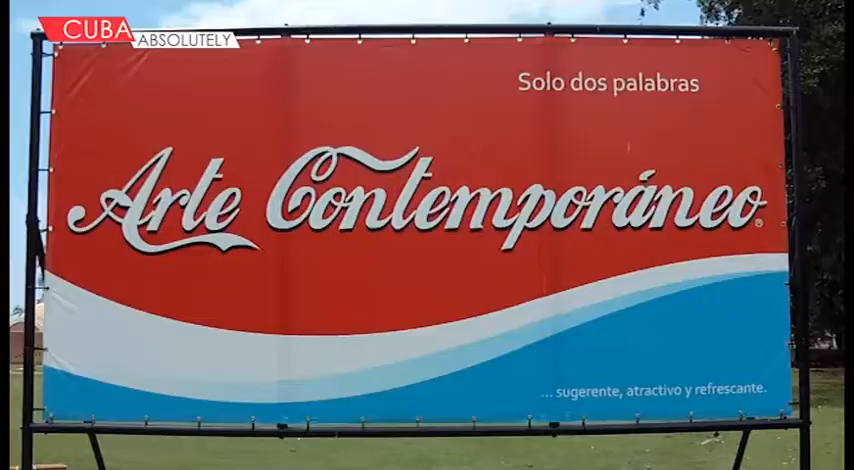 CUBA
ABSOLUTELY
Solo dos palabras
Arte Contemporáneo®
... sugerente, atractivo y refrescante.